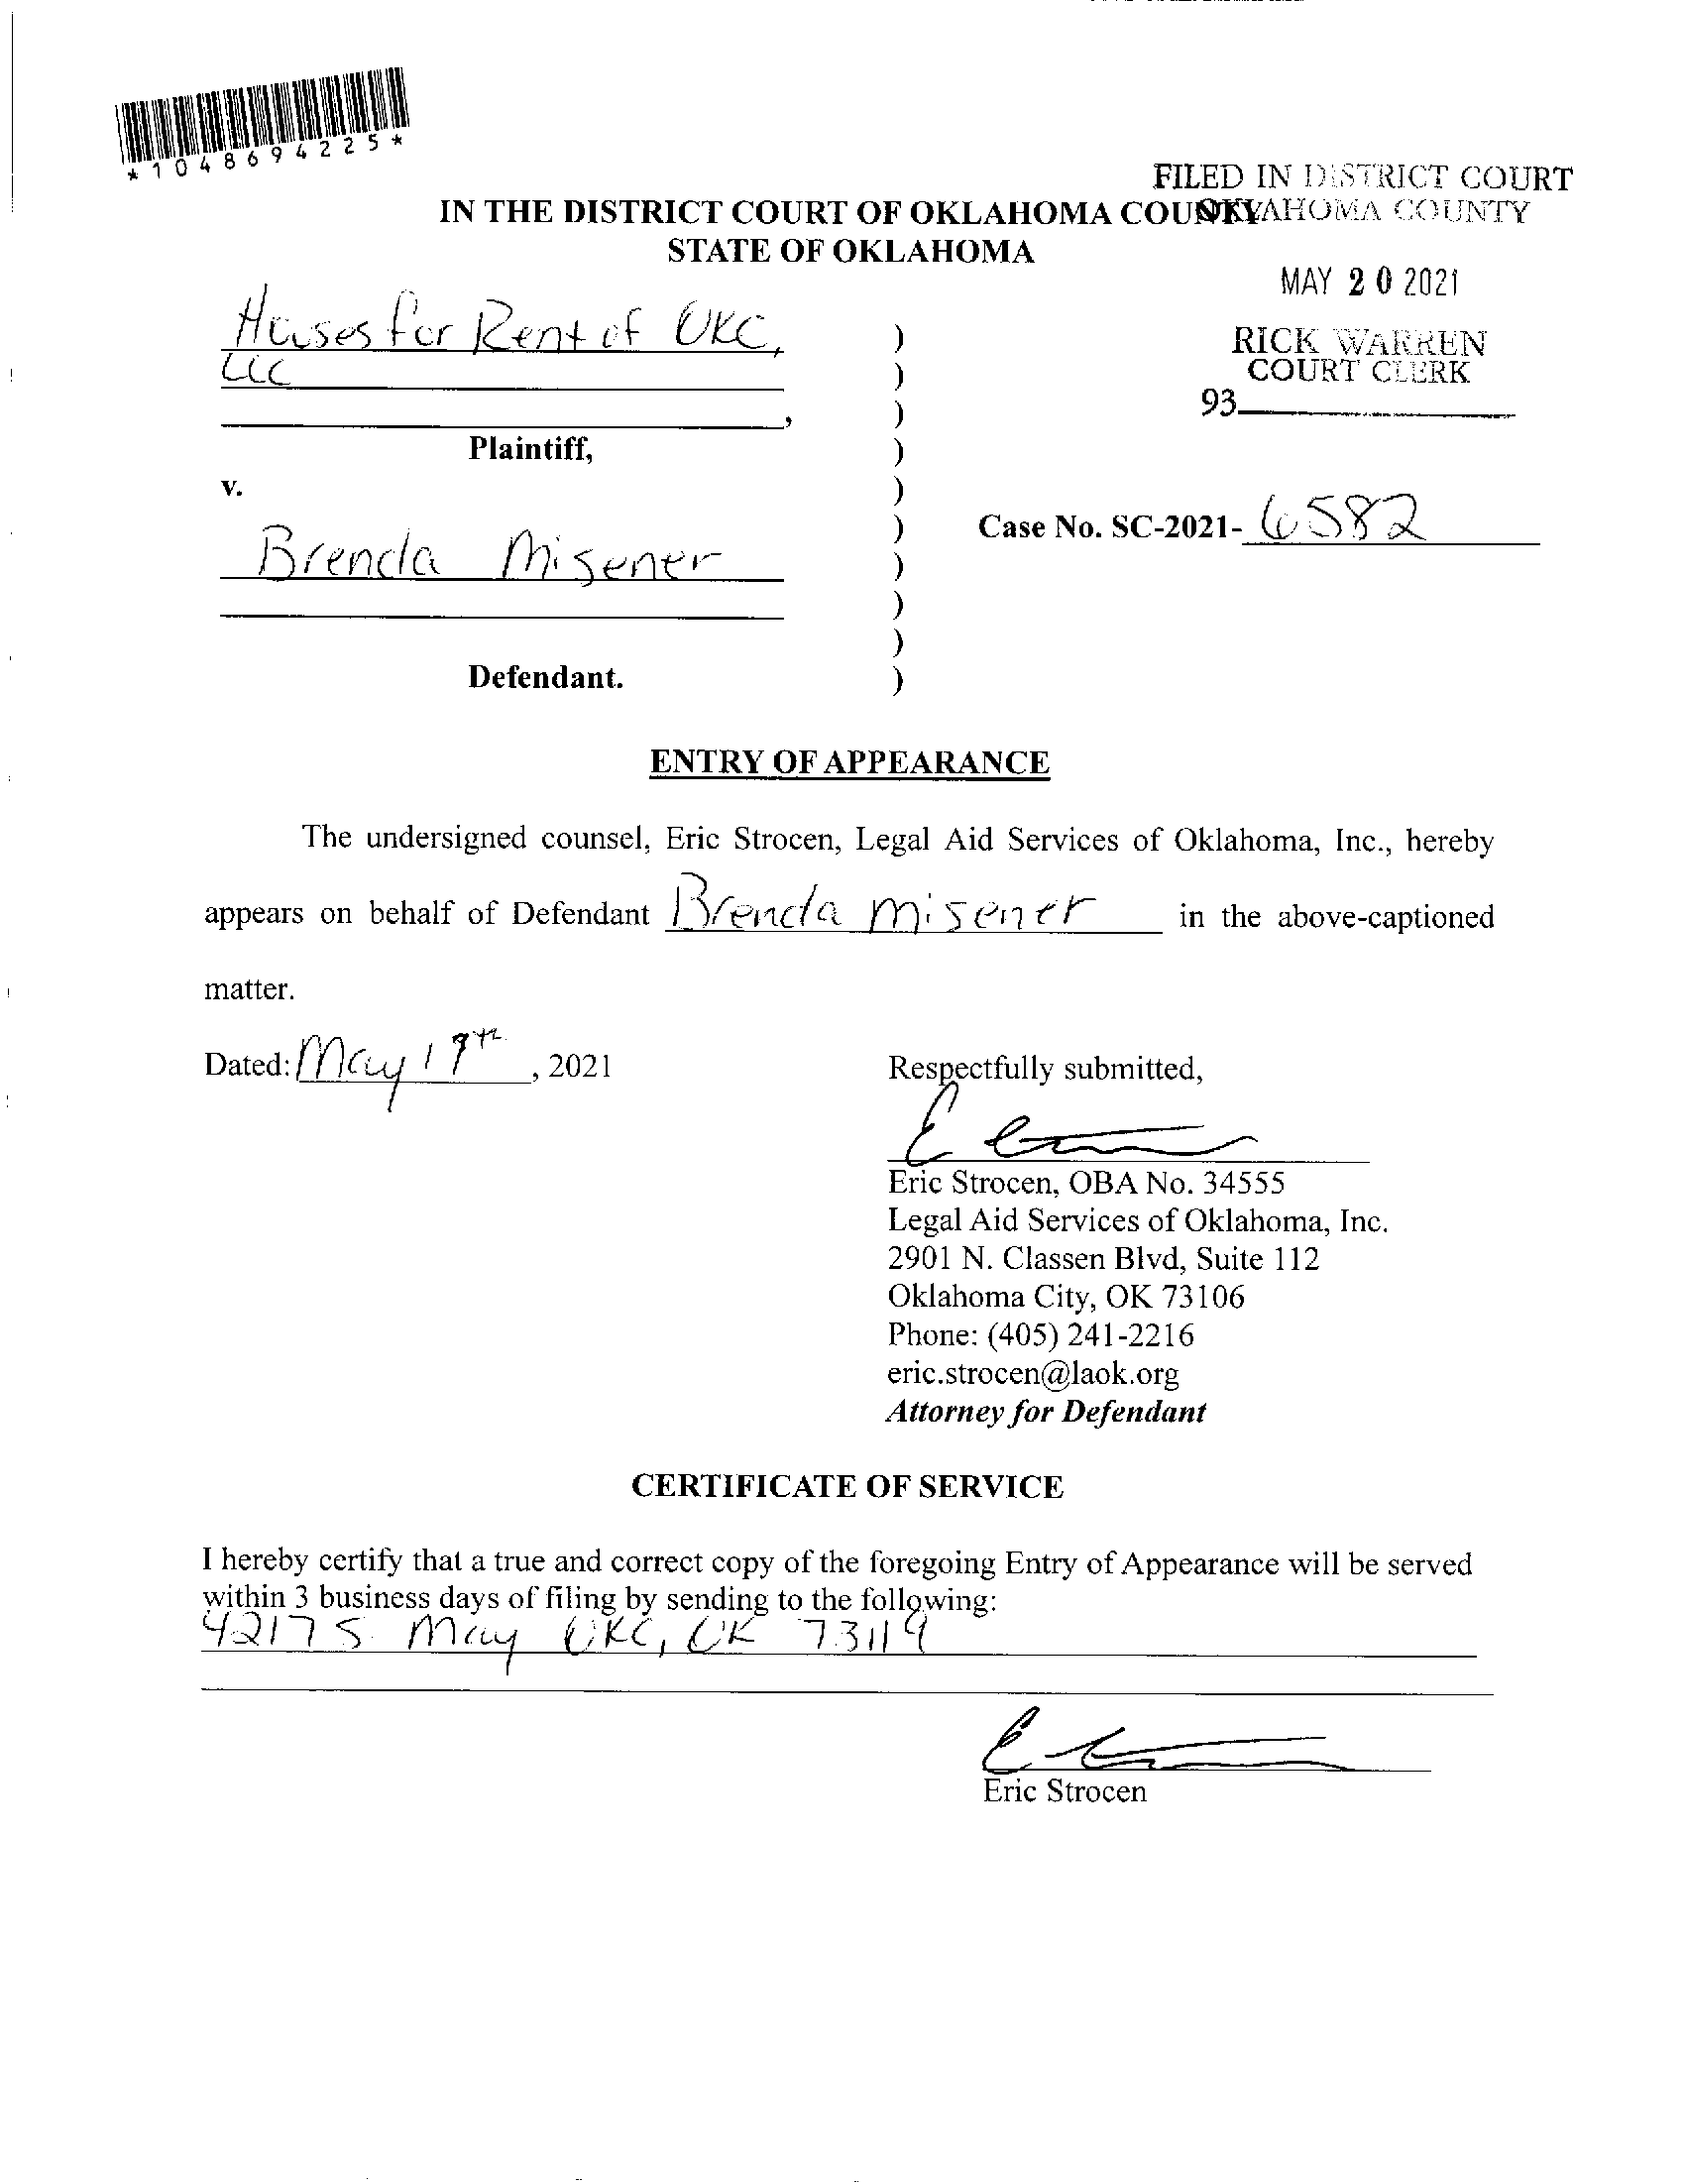 *1048694225*
FILED IN DISTRICT COURT
OKLAHOMA COUNTY
IN THE DISTRICT COURT OF OKLAHOMA COUNTY
STATE OF OKLAHOMA
MAY 20 2021
Houses for Rent of OKC,
LLC
RICK WARREN
COURT CLERK
93
,
Plaintiff,
v.
Case No. SC-2021-6582
Brenda Misener
Defendant.
)
)
)
)
)
)
)
)
)
)
ENTRY OF APPEARANCE
The undersigned counsel, Eric Strocen, Legal Aid Services of Oklahoma, Inc., hereby
appears on behalf of Defendant Brenda Misener in the above-captioned
matter.
Dated: May 19th, 2021
Respectfully submitted,
Eric Strocen, OBA No. 34555
Legal Aid Services of Oklahoma, Inc.
2901 N. Classen Blvd, Suite 112
Oklahoma City, OK 73106
Phone: (405) 241-2216
eric.strocen@laok.org
Attorney for Defendant
CERTIFICATE OF SERVICE
I hereby certify that a true and correct copy of the foregoing Entry of Appearance will be served
within 3 business days of filing by sending to the following:
4217 S. May OKC, OK 73119
Eric Strocen